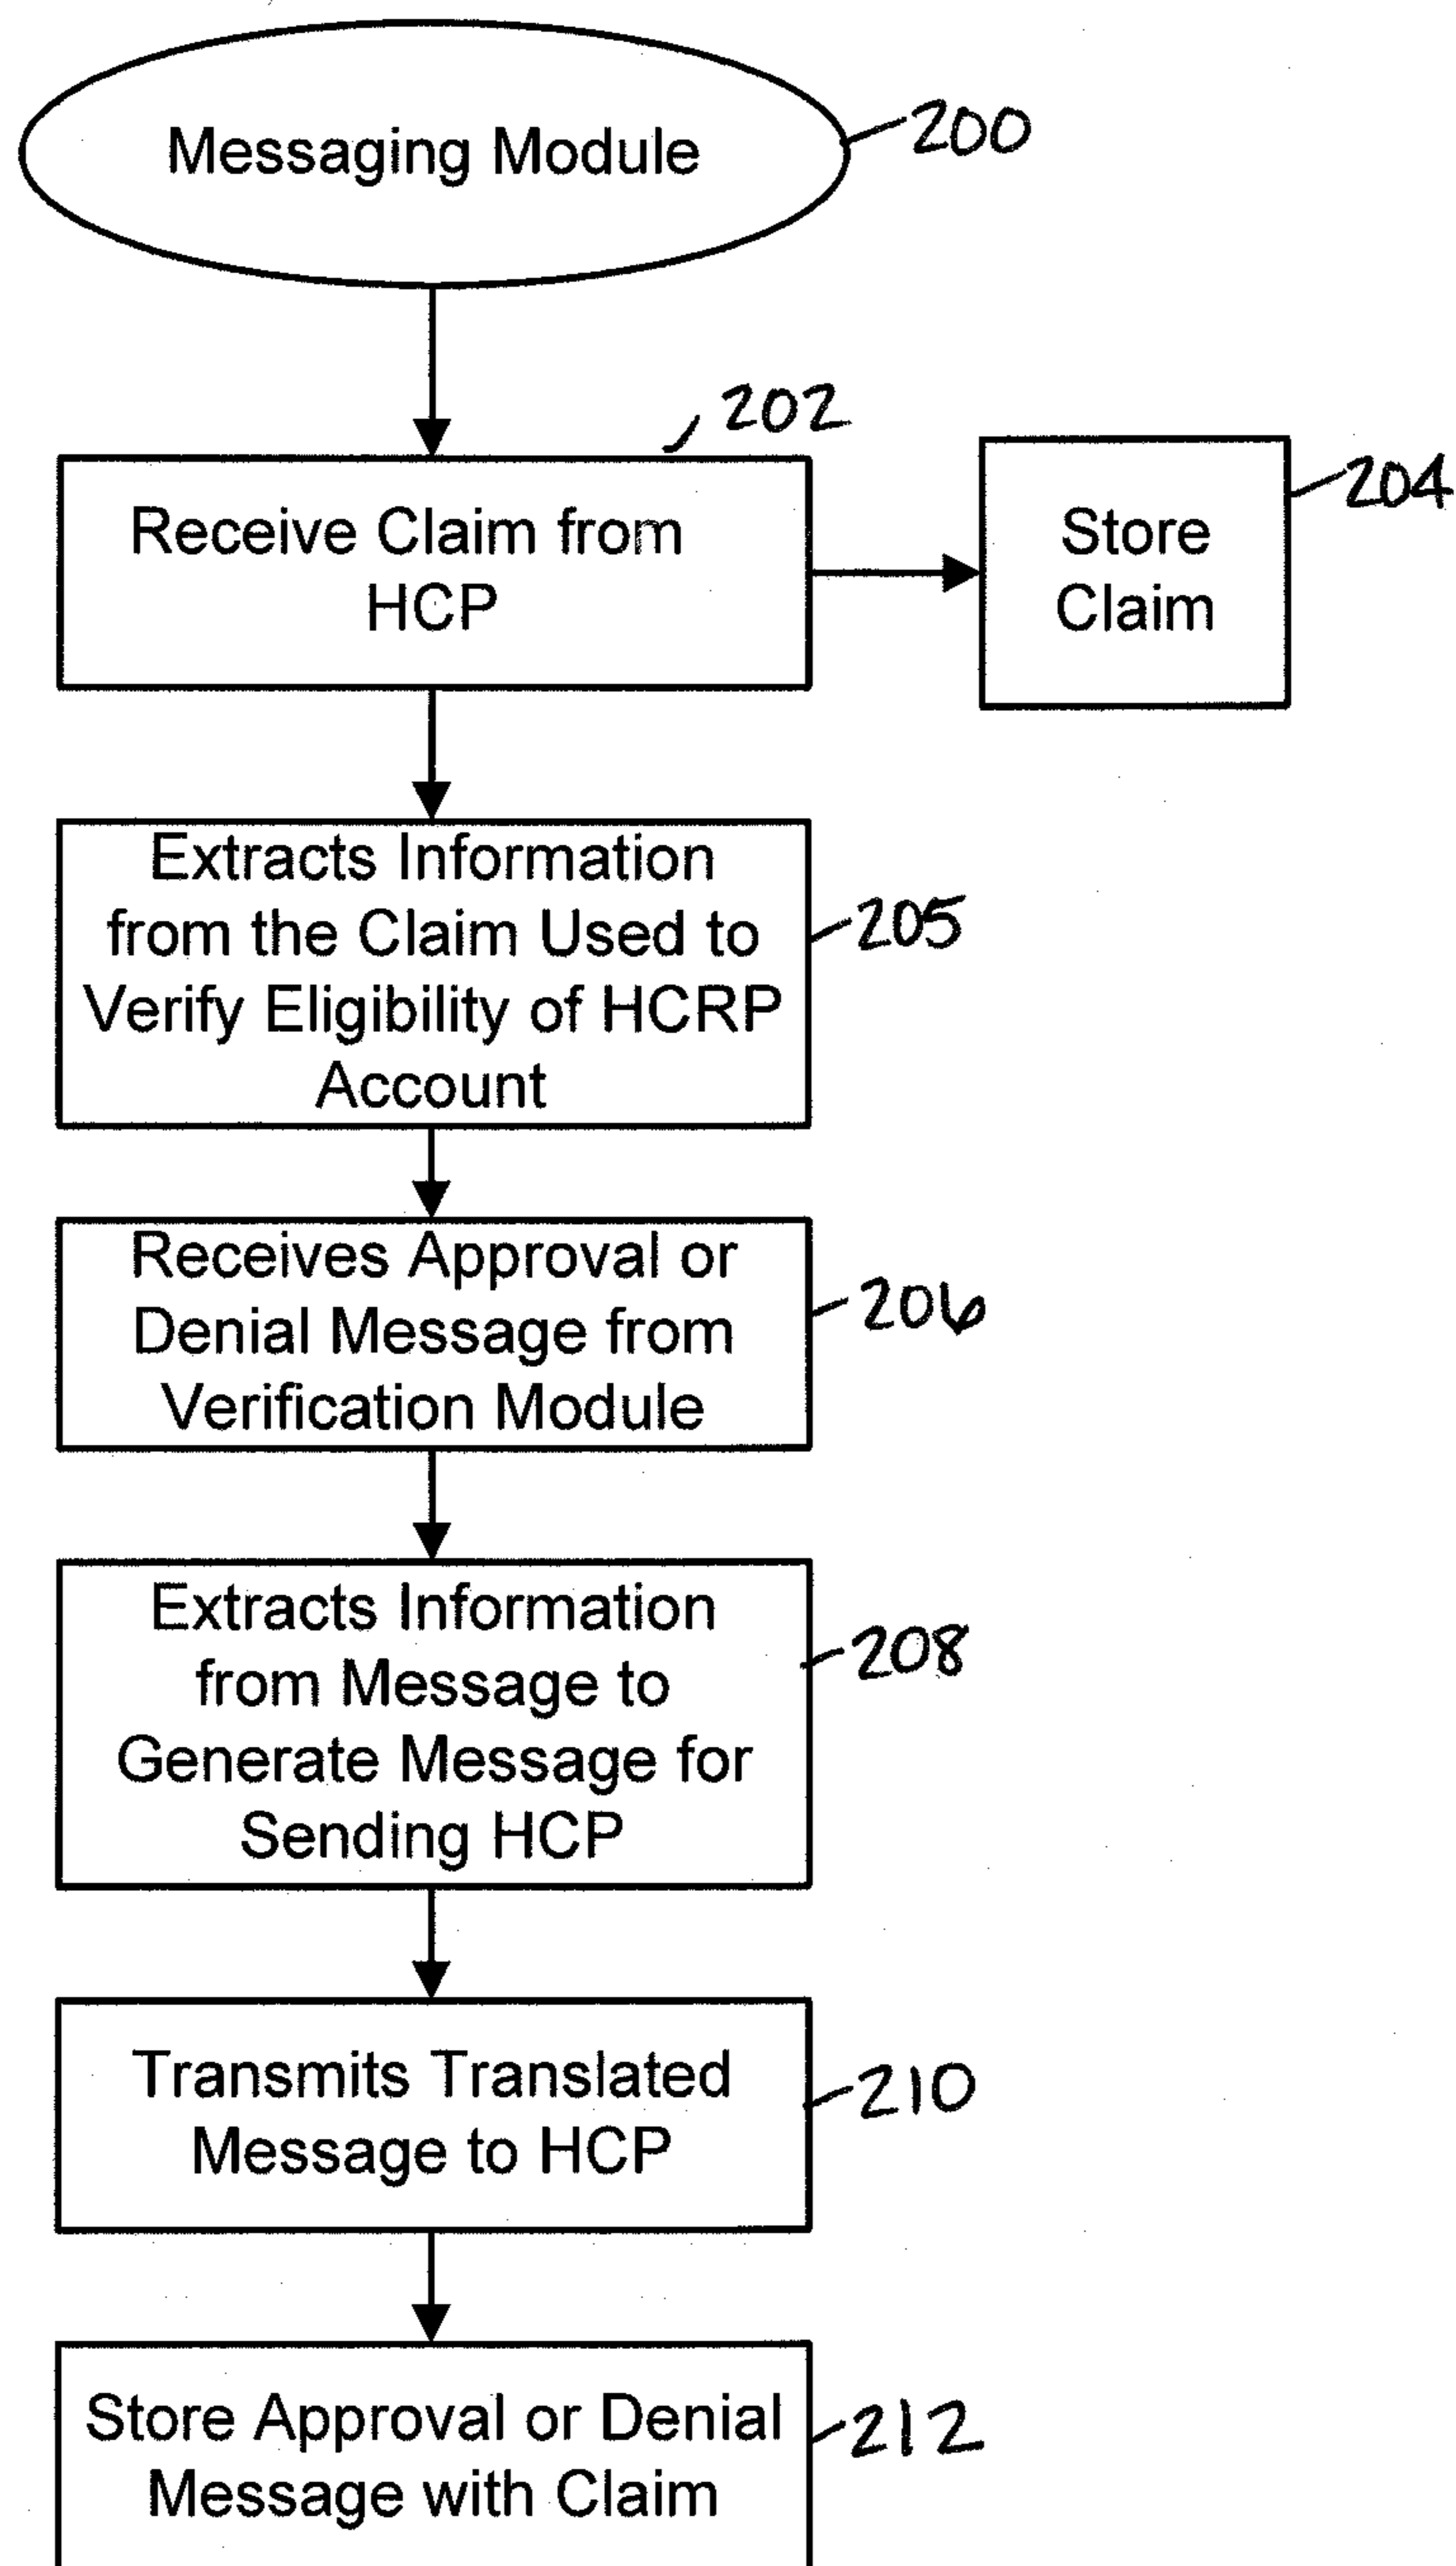 Messaging Module
200
202
Receive Claim from
HCP
Store
Claim
204
Extracts Information
from the Claim Used to
Verify Eligibility of HCRP
Account
205
Receives Approval or
Denial Message from
Verification Module
206
Extracts Information
from Message to
Generate Message for
Sending HCP
208
Transmits Translated
Message to HCP
210
Store Approval or Denial
Message with Claim
212